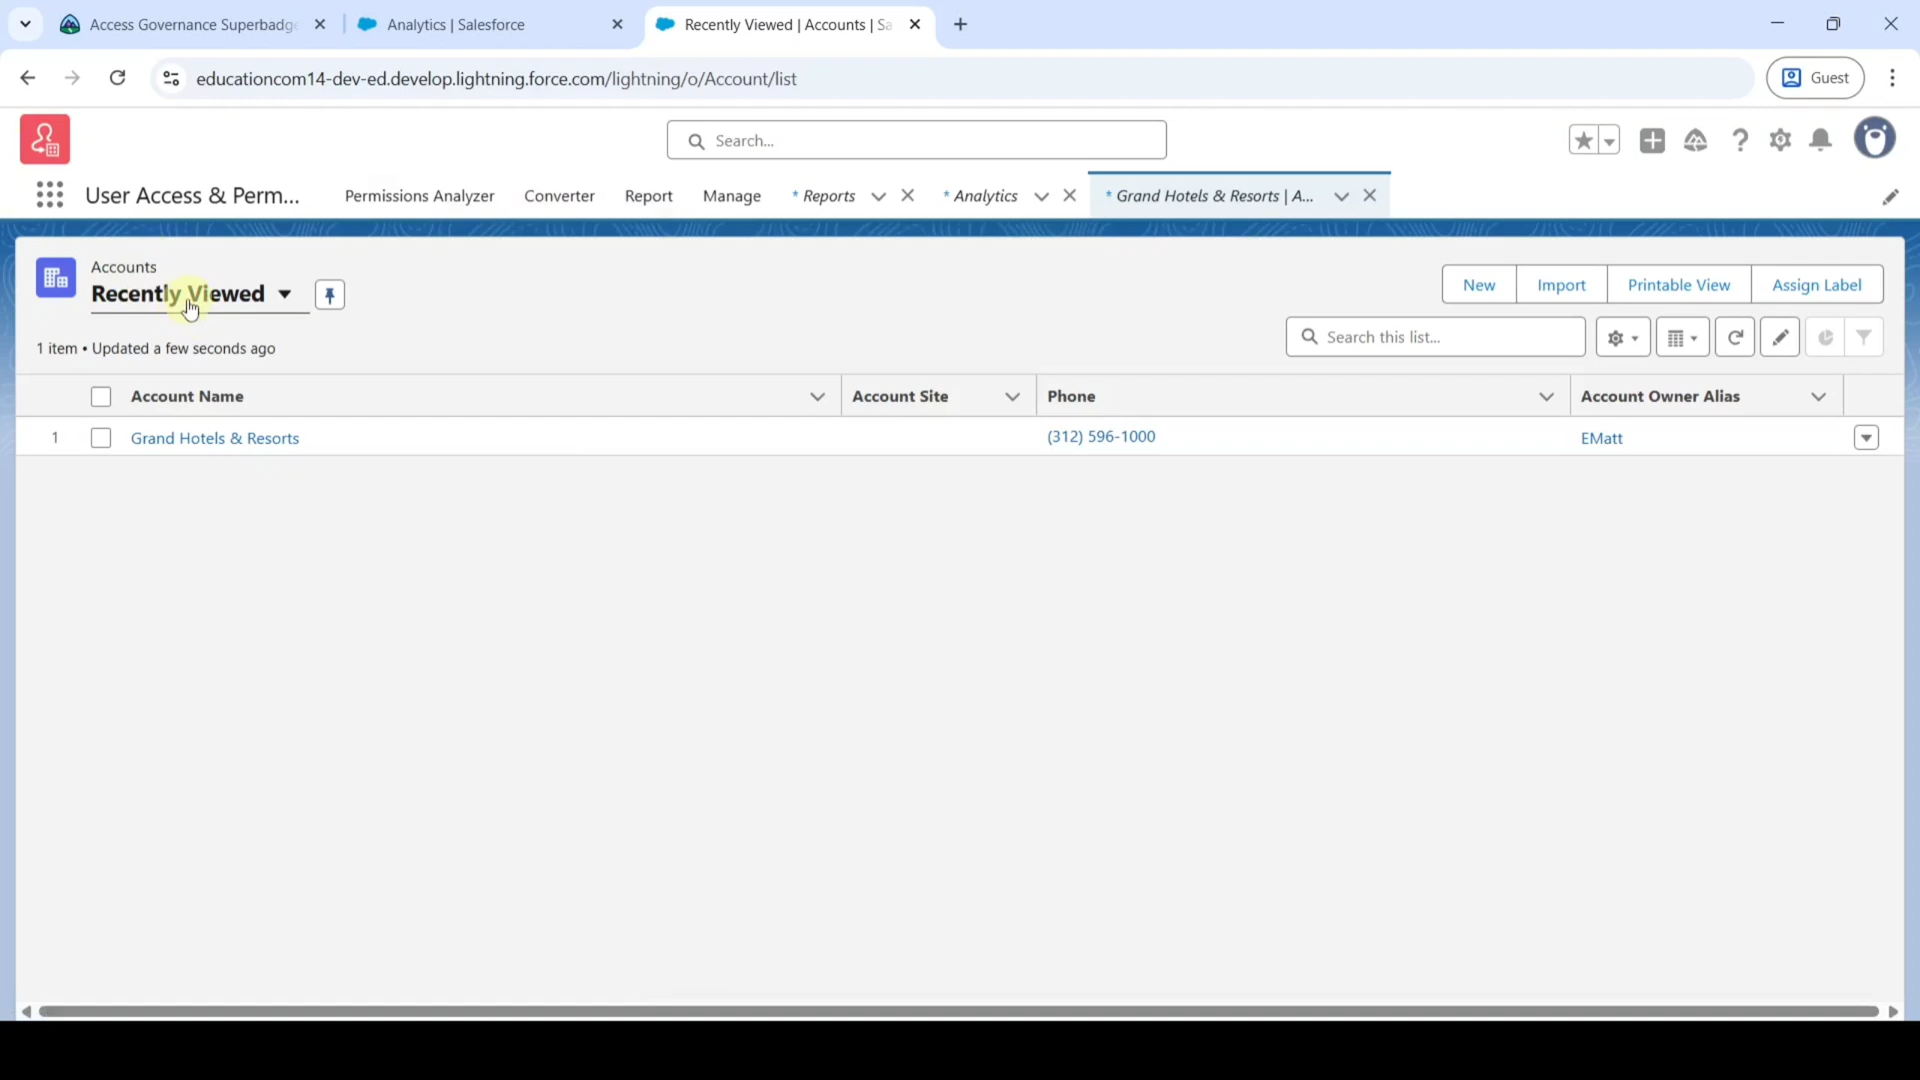 Access Governance Superbadge
Analytics | Salesforce
Recently Viewed | Accounts | Sa
educationcom14-dev-ed.develop.lightning.force.com/lightning/o/Account/list
Guest
Search...
User Access & Perm...
Permissions Analyzer
Converter
Report
Manage
* Reports
* Analytics
* Grand Hotels & Resorts | A...
Accounts
Recently Viewed
New
Import
Printable View
Assign Label
1 item • Updated a few seconds ago
Search this list...
Account Name
Account Site
Phone
Account Owner Alias
1
Grand Hotels & Resorts
(312) 596-1000
EMatt